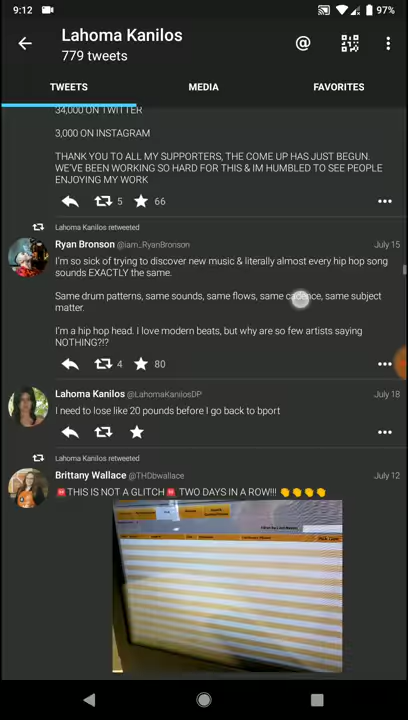 9:12
97%
Lahoma Kanilos
779 tweets
TWEETS
MEDIA
FAVORITES
34,000 ON TWITTER
3,000 ON INSTAGRAM
THANK YOU TO ALL MY SUPPORTERS, THE COME UP HAS JUST BEGUN.
WE'VE BEEN WORKING SO HARD FOR THIS & IM HUMBLED TO SEE PEOPLE
ENJOYING MY WORK
5
66
Lahoma Kanilos retweeted
Ryan Bronson @iam_RyanBronson
July 15
I'm so sick of trying to discover new music & literally almost every hip hop song
sounds EXACTLY the same.
Same drum patterns, same sounds, same flows, same cadence, same subject
matter.
I'm a hip hop head. I love modern beats, but why are so few artists saying
NOTHING?!?
4
80
Lahoma Kanilos @LahomaKanilosDP
July 18
I need to lose like 20 pounds before I go back to bport
Lahoma Kanilos retweeted
Brittany Wallace @THDbwallace
July 12
🚨THIS IS NOT A GLITCH🚨 TWO DAYS IN A ROW!!! 👏👏👏👏